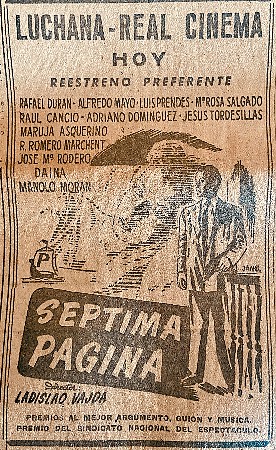 LUCHANA-REAL CINEMA
HOY
REESTRENO PREFERENTE
RAFAEL DURAN - ALFREDO MAYO - LUIS PRENDES - Mª ROSA SALGADO
RAUL CANCIO - ADRIANO DOMINGUEZ - JESUS TORDESILLAS
MARUJA ASQUERINO
R. ROMERO MARCHENT
JOSE Mª RODERO
DAINA
MANOLO MORAN
P
JANO.
SEPTIMA
PAGINA
Director
LADISLAO VAJDA
PREMIOS AL MEJOR ARGUMENTO, GUION Y MUSICA.
PREMIO DEL SINDICATO NACIONAL DEL ESPECTACULO.